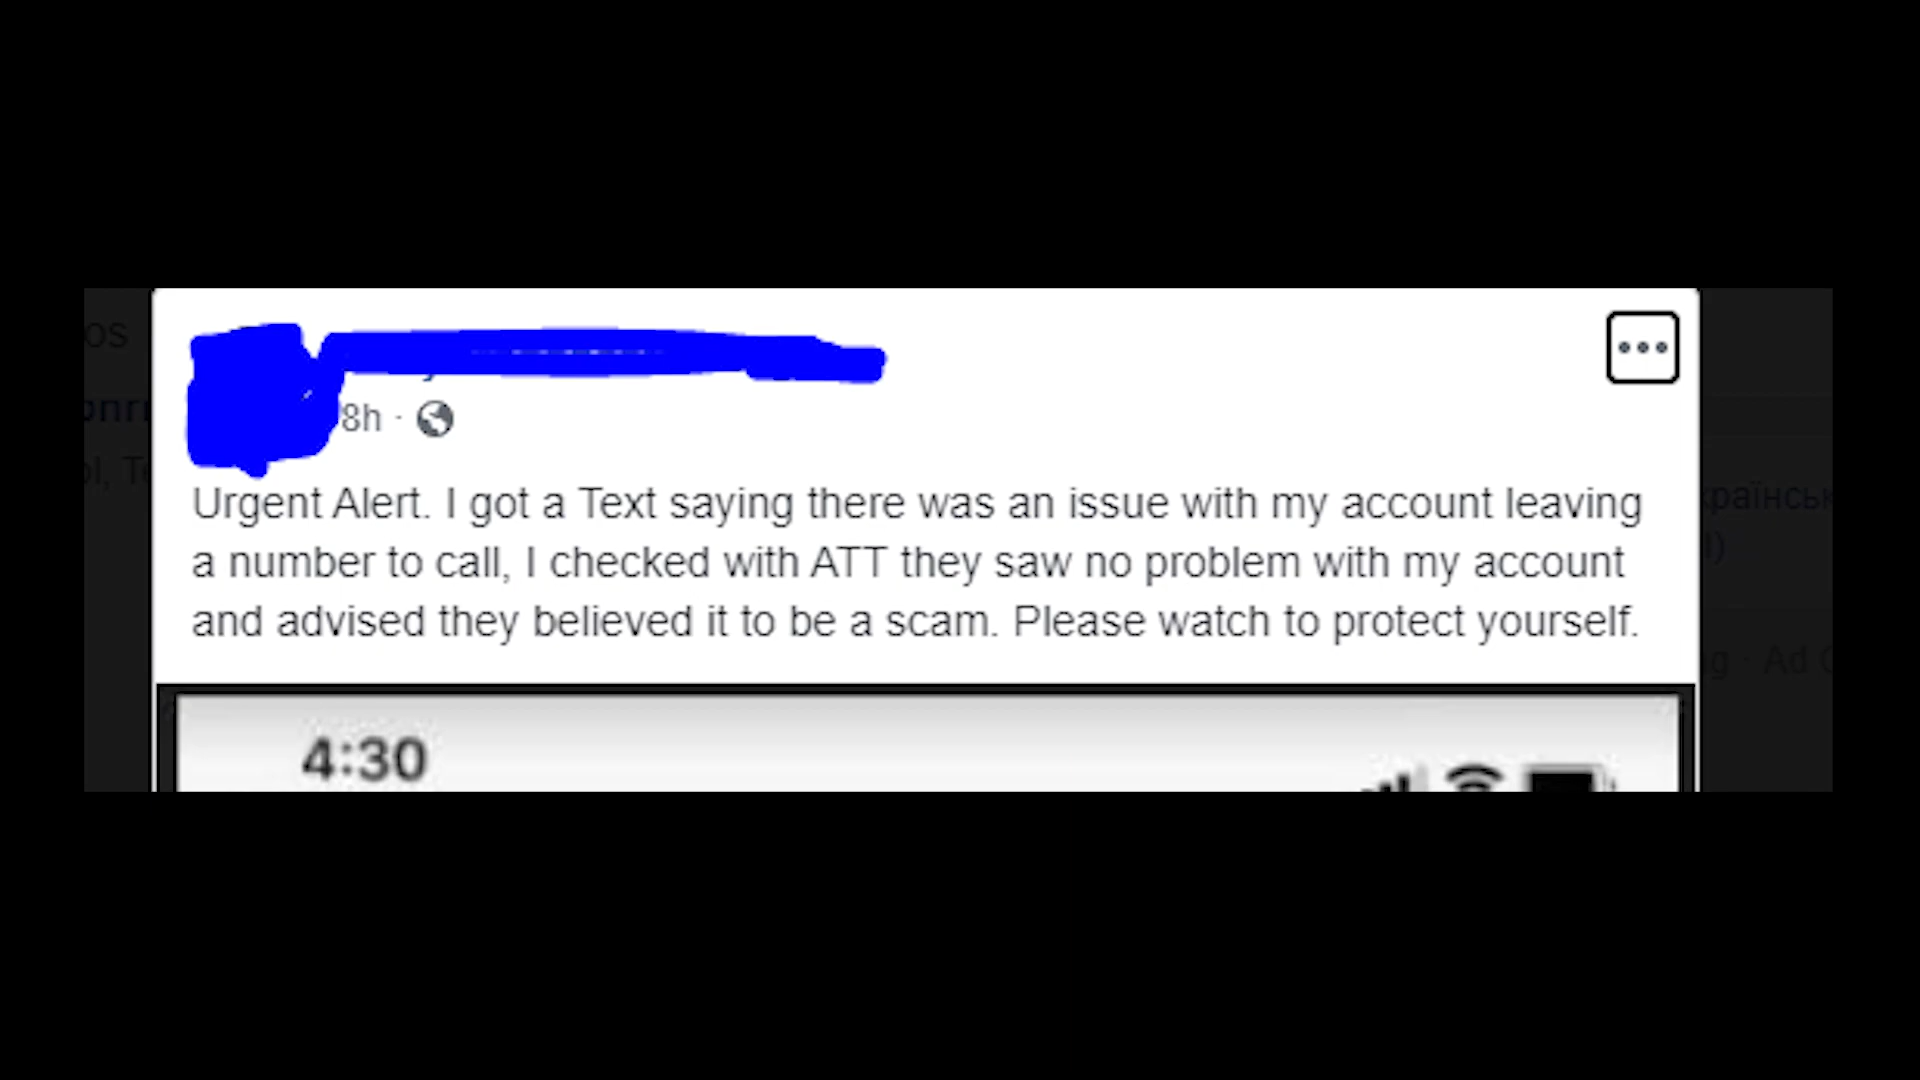 os
8h ·
Urgent Alert. I got a Text saying there was an issue with my account leaving
a number to call, I checked with ATT they saw no problem with my account
and advised they believed it to be a scam. Please watch to protect yourself.
g · Ad
4:30